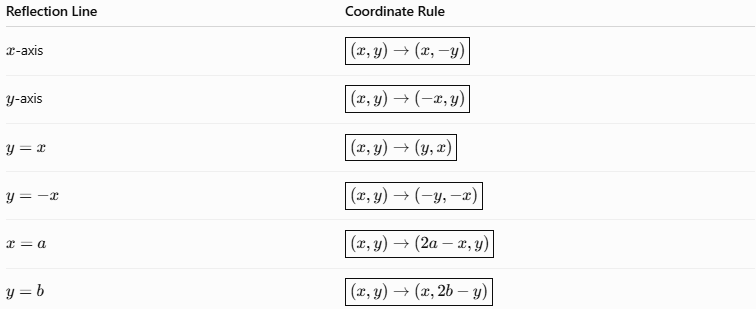 Reflection Line Coordinate Rule
x-axis (x, y) → (x, −y)
y-axis (x, y) → (−x, y)
y = x (x, y) → (y, x)
y = −x (x, y) → (−y, −x)
x = a (x, y) → (2a − x, y)
y = b (x, y) → (x, 2b − y)